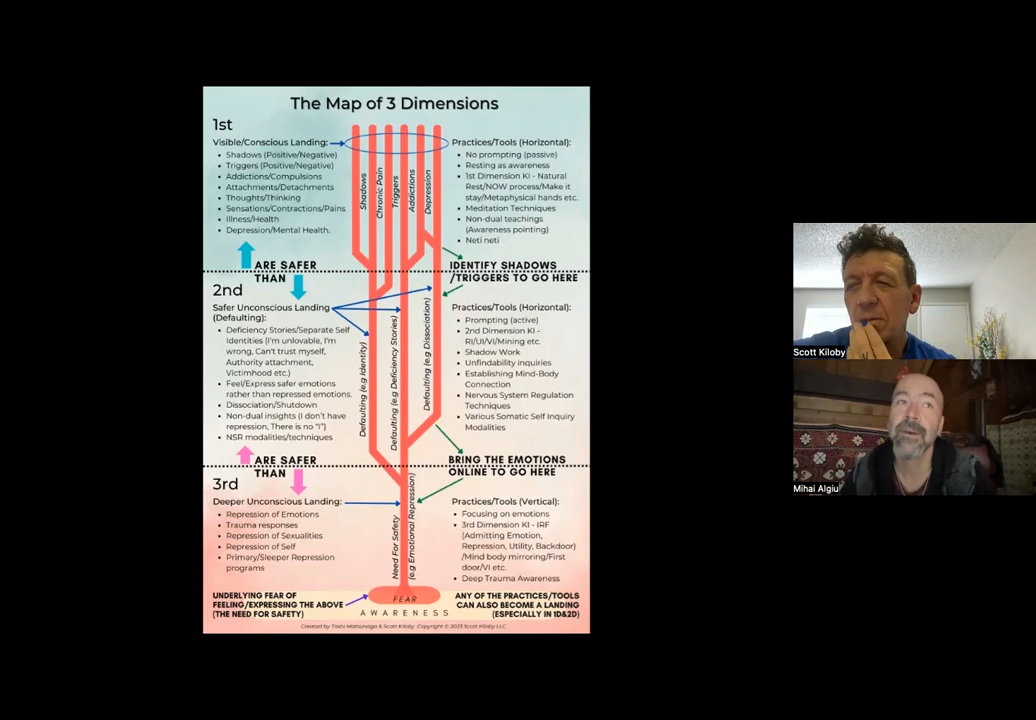 The Map of 3 Dimensions
1st
Visible/Conscious Landing:
Shadows (Positive/Negative)
Triggers (Positive/Negative)
Addictions/Compulsions
Attachments/Detachments
Thoughts/Thinking
Sensations/Contractions/Pains
Illness/Health
Depression/Mental Health.
Shadows
Chronic Pain
Triggers
Addictions
Depression
Practices/Tools (Horizontal):
No prompting (passive)
Resting as awareness
1st Dimension KI - Natural
Rest/NOW process/Make it
stay/Metaphysical hands etc.
Meditation Techniques
Non-dual teachings
(Awareness pointing)
Neti neti
ARE SAFER
THAN
IDENTIFY SHADOWS
/TRIGGERS TO GO HERE
2nd
Safer Unconscious Landing
(Defaulting):
Deficiency Stories/Separate Self
Identities (I'm unlovable, I'm
wrong, Can't trust myself,
Authority attachment,
Victimhood etc.)
Feel/Express safer emotions
rather than repressed emotions.
Dissociation/Shutdown
Non-dual insights (I don't have
repression, There is no "I")
NSR modalities/techniques
Defaulting (e.g Identity)
Defaulting (e.g Deficiency Stories)
Defaulting (e.g Dissociation)
Practices/Tools (Horizontal):
Prompting (active)
2nd Dimension KI -
RI/UI/VI/Mining etc.
Shadow Work
Unfindability inquiries
Establishing Mind-Body
Connection
Nervous System Regulation
Techniques
Various Somatic Self Inquiry
Modalities
ARE SAFER
THAN
BRING THE EMOTIONS
ONLINE TO GO HERE
3rd
Deeper Unconscious Landing:
Repression of Emotions
Trauma responses
Repression of Sexualities
Repression of Self
Primary/Sleeper Repression
programs
Need For Safety
(e.g Emotional Repression)
Practices/Tools (Vertical):
Focusing on emotions
3rd Dimension KI - IRF
(Admitting Emotion,
Repression, Utility, Backdoor)
/Mind body mirroring/First
door/VI etc.
Deep Trauma Awareness
UNDERLYING FEAR OF
FEELING/EXPRESSING THE ABOVE
(THE NEED FOR SAFETY)
FEAR
AWARENESS
ANY OF THE PRACTICES/TOOLS
CAN ALSO BECOME A LANDING
(ESPECIALLY IN 1D&2D)
Created by Toshi Matsunaga & Scott Kiloby Copyright © 2023 Scott Kiloby LLC
Scott Kiloby
Mihai Algiu